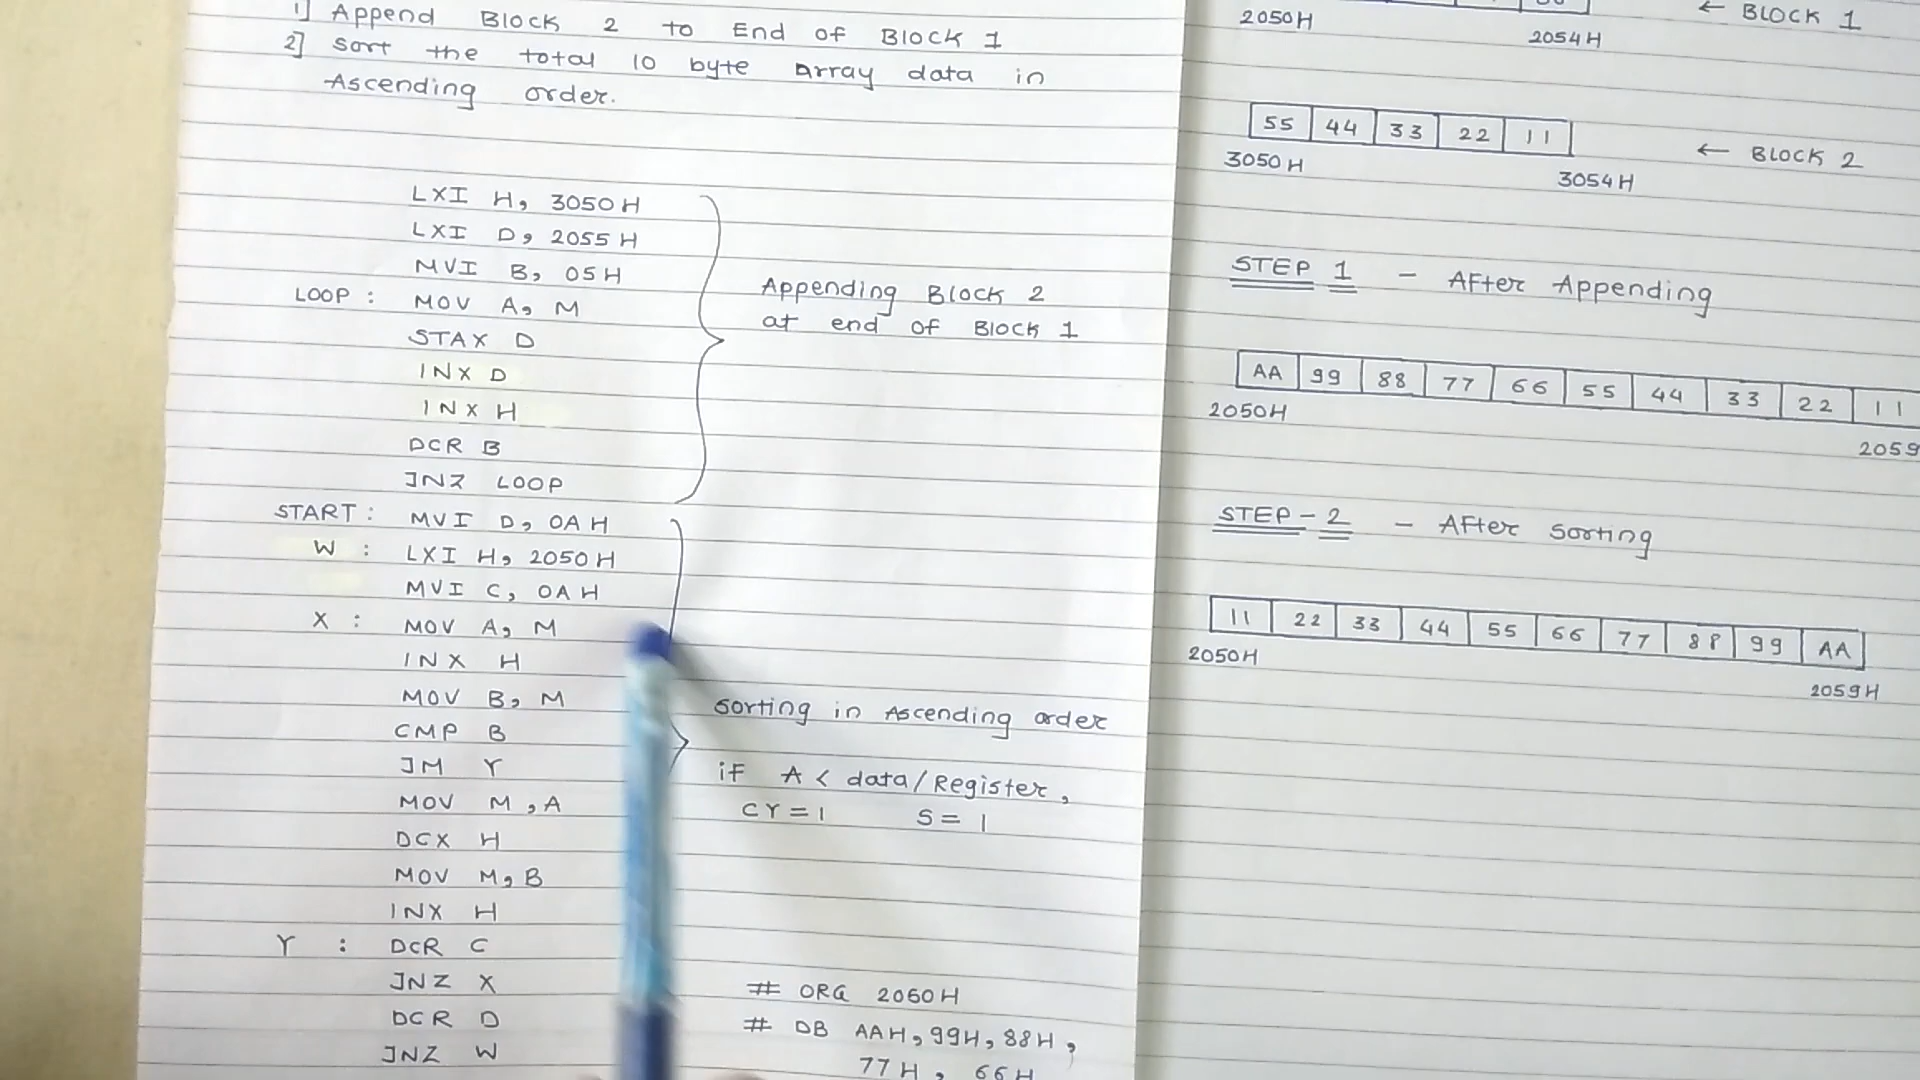 1] Append Block 2 to End of Block 1
2] Sort the total 10 byte array data in
Ascending order.
LXI H, 3050H
LXI D, 2055H
MVI B, 05H
LOOP : MOV A, M
STAX D
INX D
INX H
DCR B
JNZ LOOP
Appending Block 2
at end of Block 1
START : MVI D, 0AH
W : LXI H, 2050H
MVI C, 0AH
X : MOV A, M
INX H
MOV B, M
CMP B
JM Y
MOV M, A
DCX H
MOV M, B
INX H
Y : DCR C
JNZ X
DCR D
JNZ W
Sorting in Ascending order
if A < data/Register,
CY = 1 S = 1
# ORG 2050H
# DB AAH, 99H, 88H,
77H, 66H
← BLOCK 1
2050H 2054H
55 44 33 22 11
← BLOCK 2
3050H 3054H
STEP 1 - After Appending
AA 99 88 77 66 55 44 33 22 11
2050H 2059
STEP-2 - After Sorting
11 22 33 44 55 66 77 88 99 AA
2050H 2059H